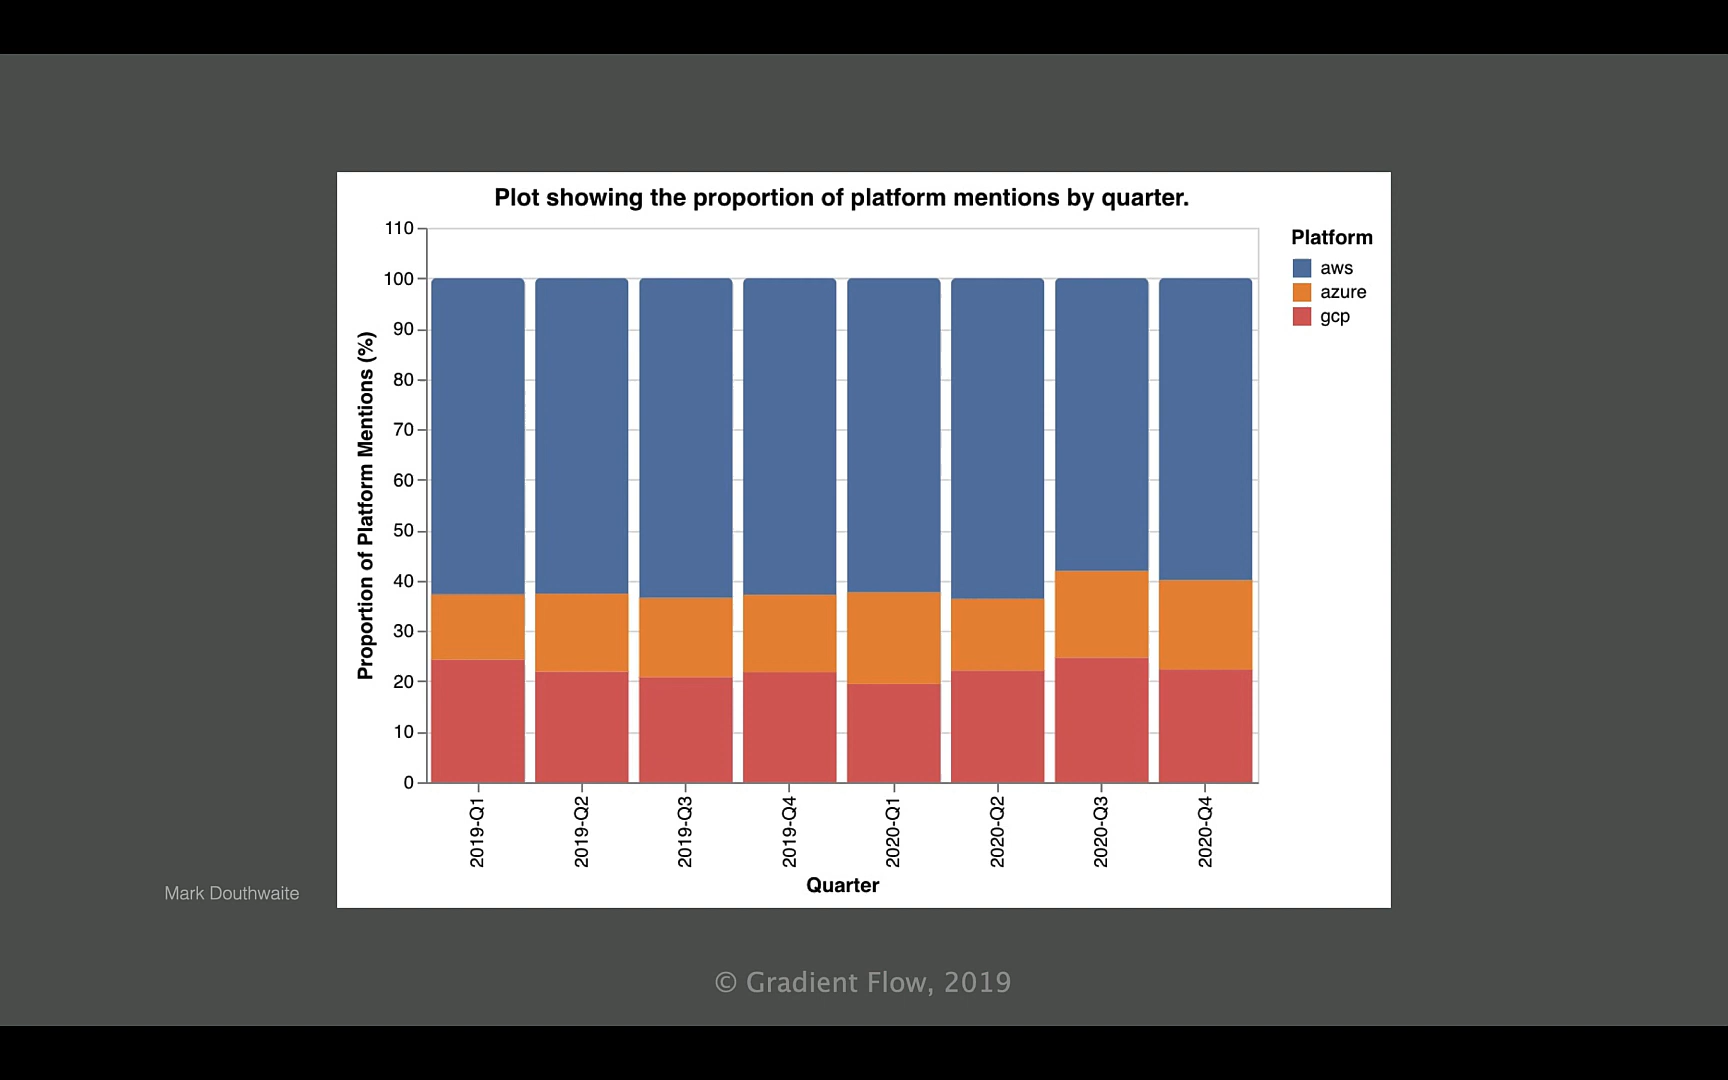 Plot showing the proportion of platform mentions by quarter.
Platform
aws
azure
gcp
Proportion of Platform Mentions (%)
110
100
90
80
70
60
50
40
30
20
10
0
2019-Q1
2019-Q2
2019-Q3
2019-Q4
2020-Q1
2020-Q2
2020-Q3
2020-Q4
Quarter
Mark Douthwaite
© Gradient Flow, 2019